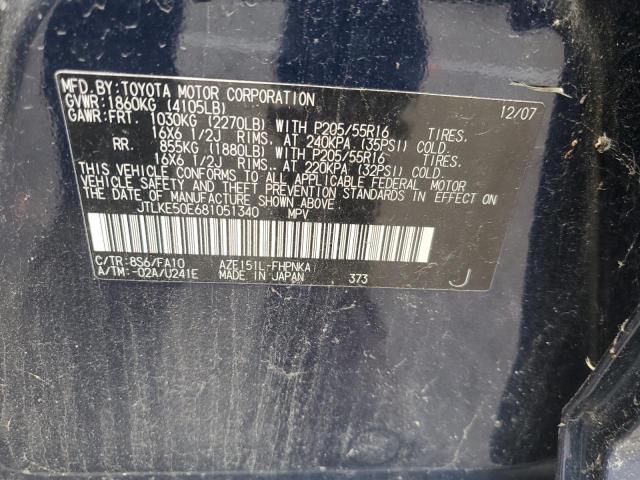 MFD. BY: TOYOTA MOTOR CORPORATION 12/07
GVWR: 1860KG (4105LB)
GAWR: FRT. 1030KG (2270LB) WITH P205/55R16 TIRES,
16X6 1/2J RIMS, AT 240KPA (35PSI) COLD.
RR. 855KG (1880LB) WITH P205/55R16 TIRES,
16X6 1/2J RIMS, AT 220KPA (32PSI) COLD.
THIS VEHICLE CONFORMS TO ALL APPLICABLE FEDERAL MOTOR
VEHICLE SAFETY AND THEFT PREVENTION STANDARDS IN EFFECT ON
THE DATE OF MANUFACTURE SHOWN ABOVE.
JTLKE50E681051340 MPV
C/TR: 8S6/FA10 AZE151L-FHPNKA
A/TM: -02A/U241E MADE IN JAPAN 373 J